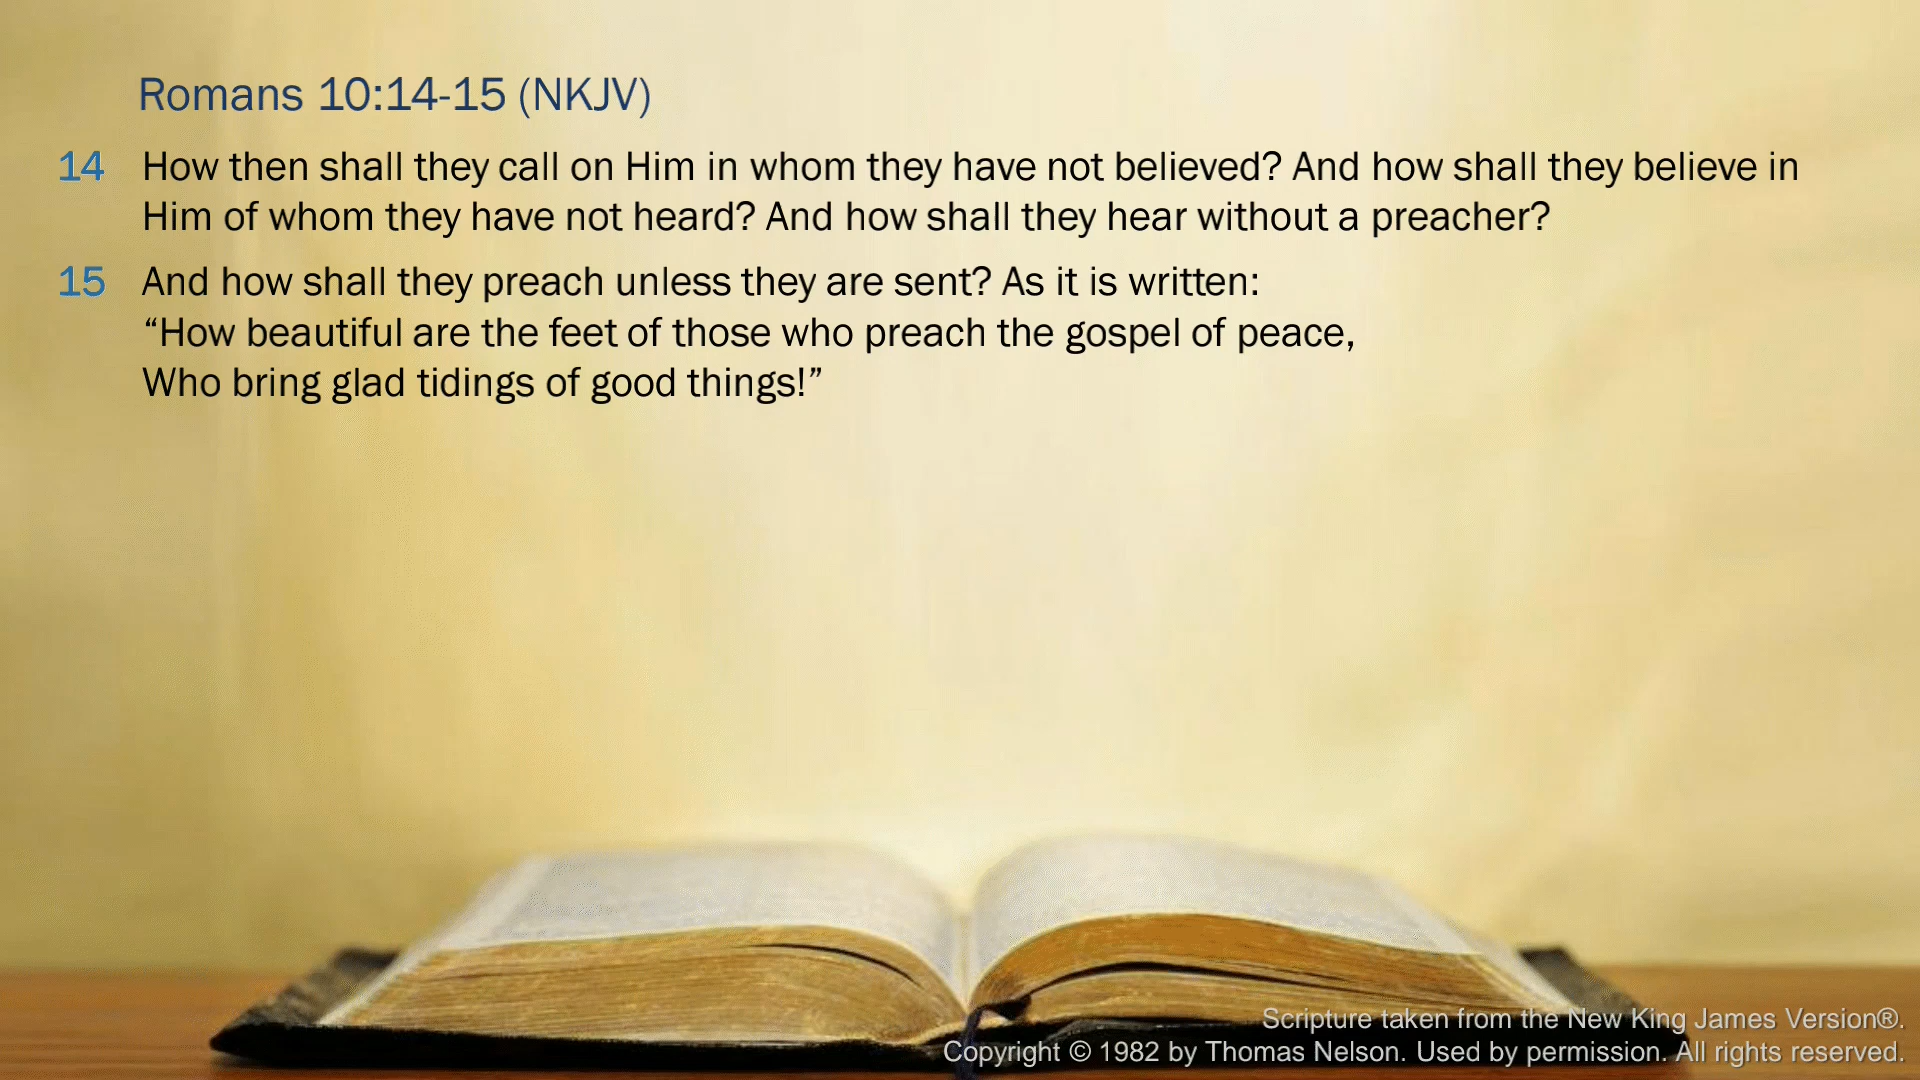 Romans 10:14-15 (NKJV)
14 How then shall they call on Him in whom they have not believed? And how shall they believe in
Him of whom they have not heard? And how shall they hear without a preacher?
15 And how shall they preach unless they are sent? As it is written:
“How beautiful are the feet of those who preach the gospel of peace,
Who bring glad tidings of good things!”
Scripture taken from the New King James Version®.
Copyright © 1982 by Thomas Nelson. Used by permission. All rights reserved.